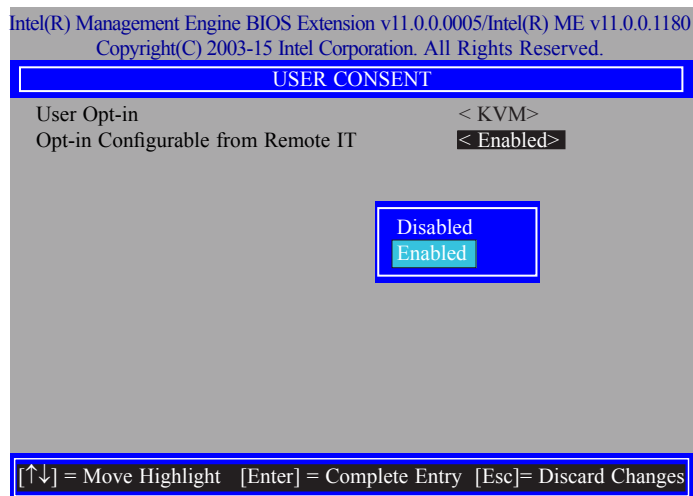 Intel(R) Management Engine BIOS Extension v11.0.0.0005/Intel(R) ME v11.0.0.1180
Copyright(C) 2003-15 Intel Corporation. All Rights Reserved.
USER CONSENT
User Opt-in < KVM>
Opt-in Configurable from Remote IT < Enabled>
Disabled
Enabled
[↑↓] = Move Highlight [Enter] = Complete Entry [Esc]= Discard Changes